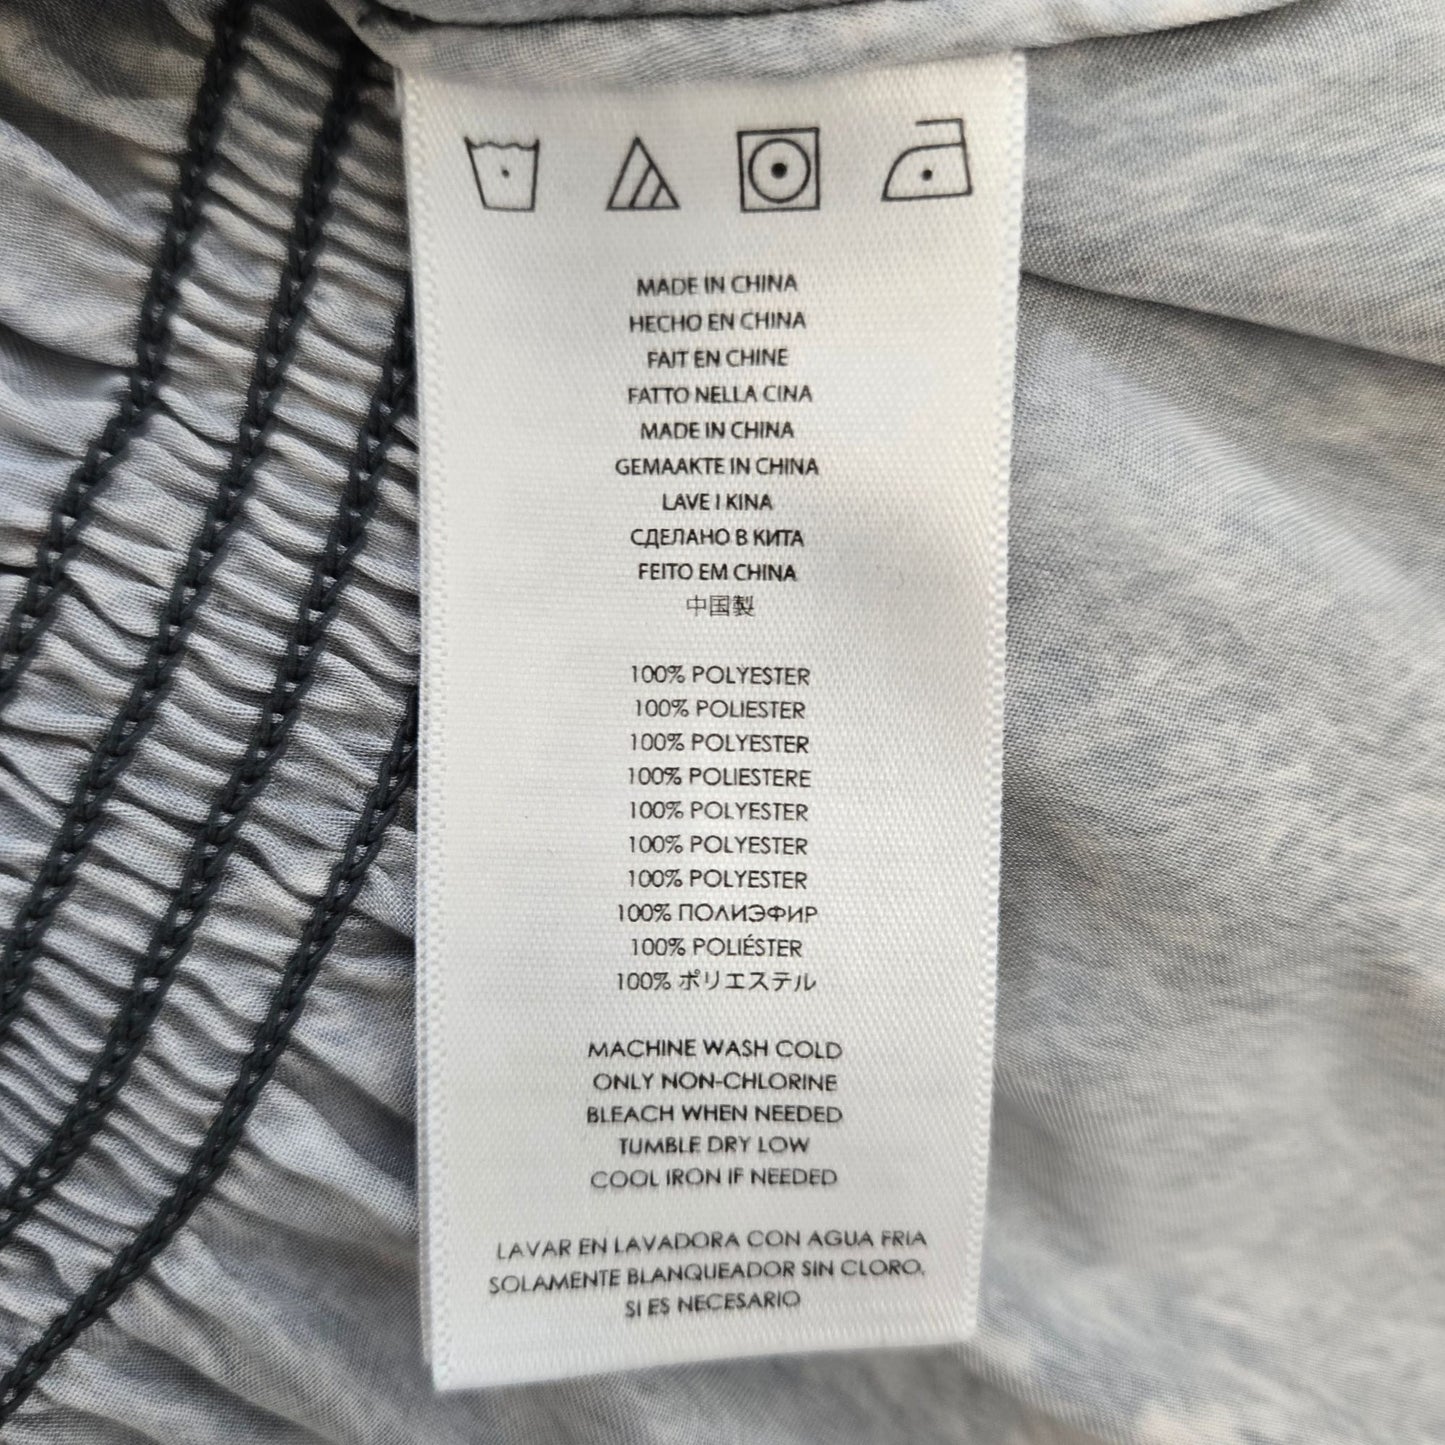 MADE IN CHINA
HECHO EN CHINA
FAIT EN CHINE
FATTO NELLA CINA
MADE IN CHINA
GEMAAKTE IN CHINA
LAVE I KINA
СДЕЛАНО В КИТА
FEITO EM CHINA
中国製
100% POLYESTER
100% POLIESTER
100% POLYESTER
100% POLIESTERE
100% POLYESTER
100% POLYESTER
100% POLYESTER
100% ПОЛИЭФИР
100% POLIÉSTER
100% ポリエステル
MACHINE WASH COLD
ONLY NON-CHLORINE
BLEACH WHEN NEEDED
TUMBLE DRY LOW
COOL IRON IF NEEDED
LAVAR EN LAVADORA CON AGUA FRIA
SOLAMENTE BLANQUEADOR SIN CLORO,
SI ES NECESARIO